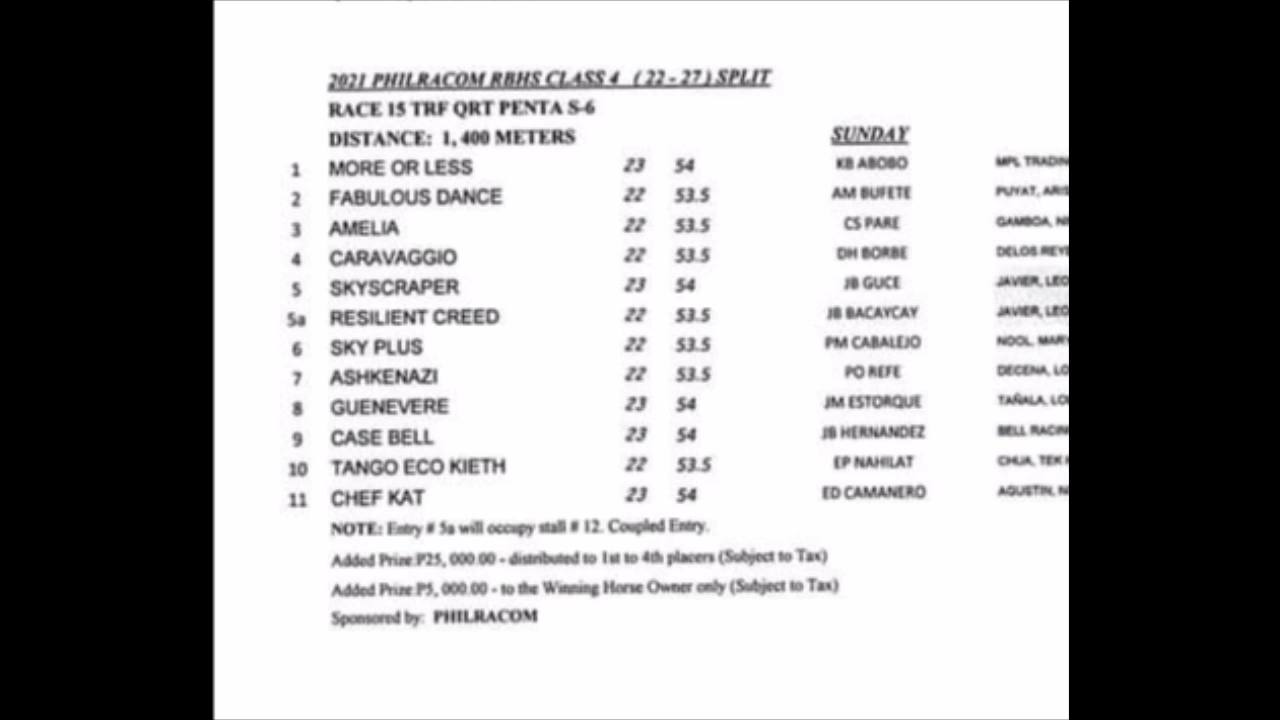 2021 PHILRACOM RBHS CLASS 4 ( 22 - 27 ) SPLIT
RACE 15 TRF QRT PENTA S-6
DISTANCE: 1, 400 METERS SUNDAY
1 MORE OR LESS 23 54 KB ABOBO MPL TRADIN
2 FABULOUS DANCE 22 53.5 AM BUFETE PUYAT, ARIS
3 AMELIA 22 53.5 CS PARE GAMBOA, N
4 CARAVAGGIO 22 53.5 DH BORBE DELOS REYE
5 SKYSCRAPER 23 54 JB GUCE JAVIER, LEO
5a RESILIENT CREED 22 53.5 JB BACAYCAY JAVIER, LEO
6 SKY PLUS 22 53.5 PM CABALEJO NOOL, MARY
7 ASHKENAZI 22 53.5 PO REFE DECENA, LO
8 GUENEVERE 23 54 JM ESTORQUE TAÑALA, LO
9 CASE BELL 23 54 JB HERNANDEZ BELL RACIN
10 TANGO ECO KIETH 22 53.5 EP NAHILAT CHUA, TEK
11 CHEF KAT 23 54 ED CAMANERO AGUSTIN, N
NOTE: Entry # 5a will occupy stall # 12. Coupled Entry.
Added Prize:P25, 000.00 - distributed to 1st to 4th placers (Subject to Tax)
Added Prize:P5, 000.00 - to the Winning Horse Owner only (Subject to Tax)
Sponsored by: PHILRACOM